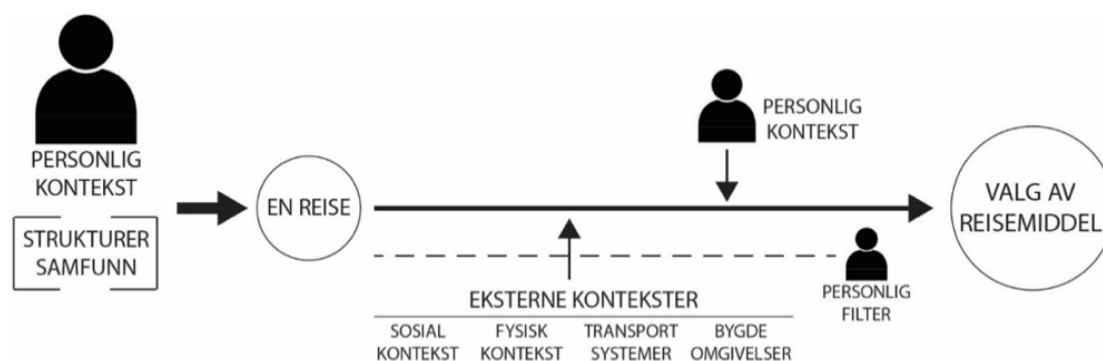 PERSONLIG
KONTEKST
STRUKTURER
SAMFUNN
EN REISE
PERSONLIG
KONTEKST
EKSTERNE KONTEKSTER
SOSIAL
KONTEKST
FYSISK
KONTEKST
TRANSPORT
SYSTEMER
BYGDE
OMGIVELSER
PERSONLIG
FILTER
VALG AV
REISEMIDDEL